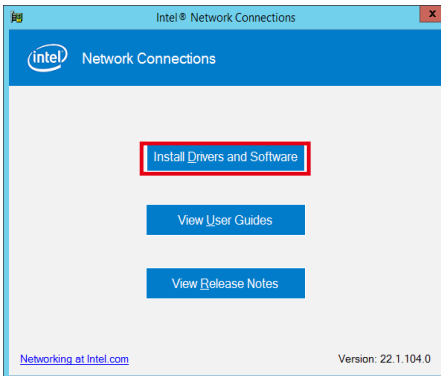 Intel® Network Connections
x
intel Network Connections
Install Drivers and Software
View User Guides
View Release Notes
Networking at Intel.com Version: 22.1.104.0